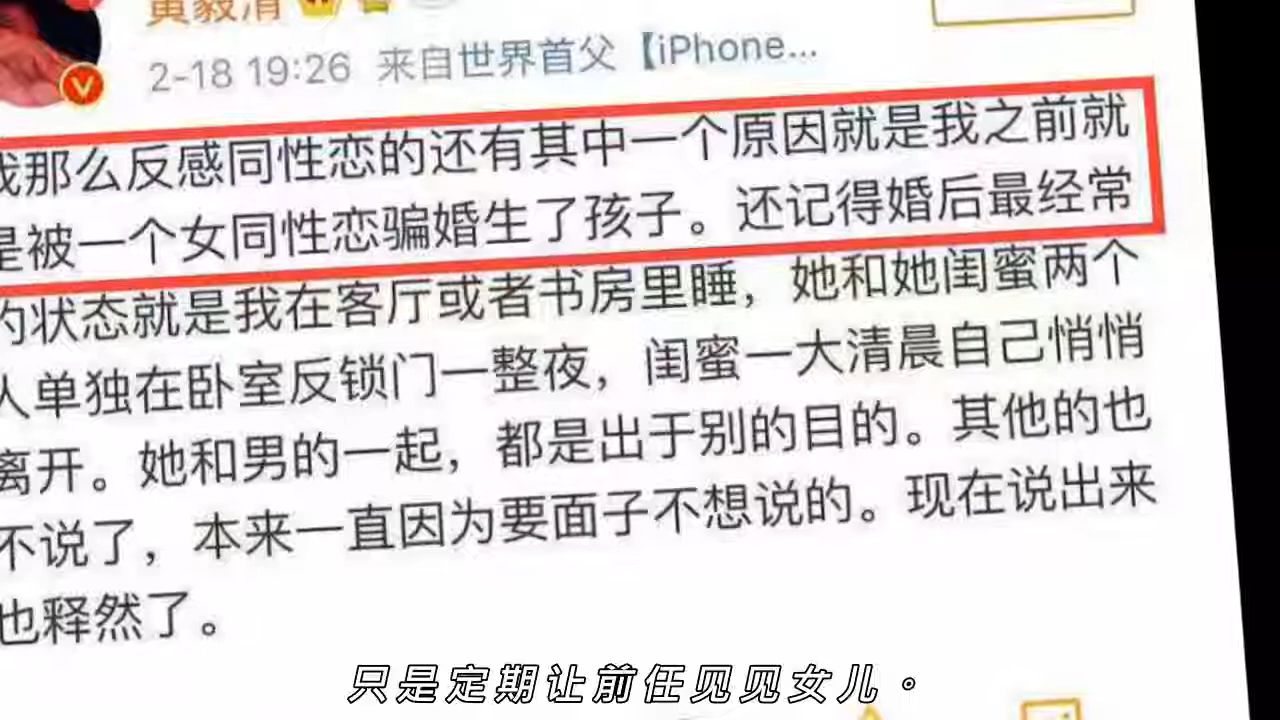 黄毅清
2-18 19:26 来自世界首父【iPhone...
我那么反感同性恋的还有其中一个原因就是我之前就
是被一个女同性恋骗婚生了孩子。还记得婚后最经常
的状态就是我在客厅或者书房里睡，她和她闺蜜两个
人单独在卧室反锁门一整夜，闺蜜一大清晨自己悄悄
离开。她和男的一起，都是出于别的目的。其他的也
不说了，本来一直因为要面子不想说的。现在说出来
也释然了。
只是定期让前任见见女儿。